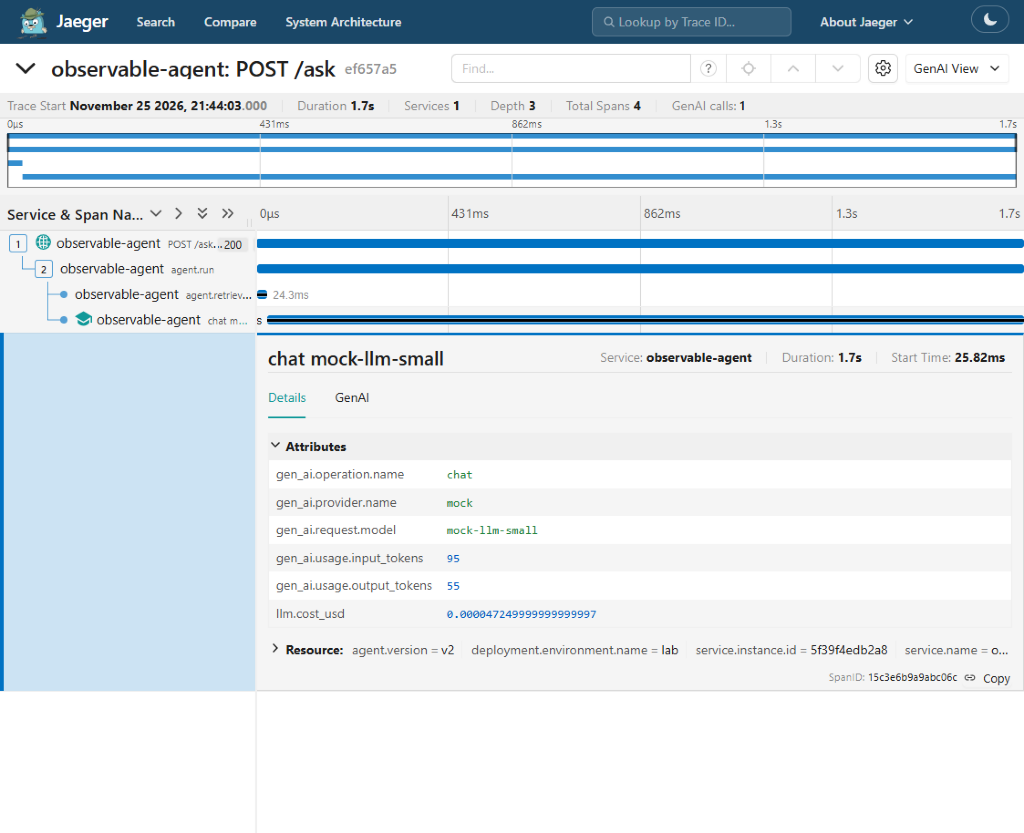 Jaeger Search Compare System Architecture Lookup by Trace ID... About Jaeger
observable-agent: POST /ask ef657a5 Find... ? GenAI View
Trace Start November 25 2026, 21:44:03.000 Duration 1.7s Services 1 Depth 3 Total Spans 4 GenAI calls: 1
0μs 431ms 862ms 1.3s 1.7s
Service & Span Na... 0μs 431ms 862ms 1.3s 1.7s
1 observable-agent POST /ask... 200
2 observable-agent agent.run
observable-agent agent.retriev... 24.3ms
observable-agent chat m... s
chat mock-llm-small Service: observable-agent Duration: 1.7s Start Time: 25.82ms
Details GenAI
Attributes
gen_ai.operation.name chat
gen_ai.provider.name mock
gen_ai.request.model mock-llm-small
gen_ai.usage.input_tokens 95
gen_ai.usage.output_tokens 55
llm.cost_usd 0.000047249999999999997
Resource: agent.version = v2 deployment.environment.name = lab service.instance.id = 5f39f4edb2a8 service.name = o...
SpanID: 15c3e6b9a9abc06c Copy